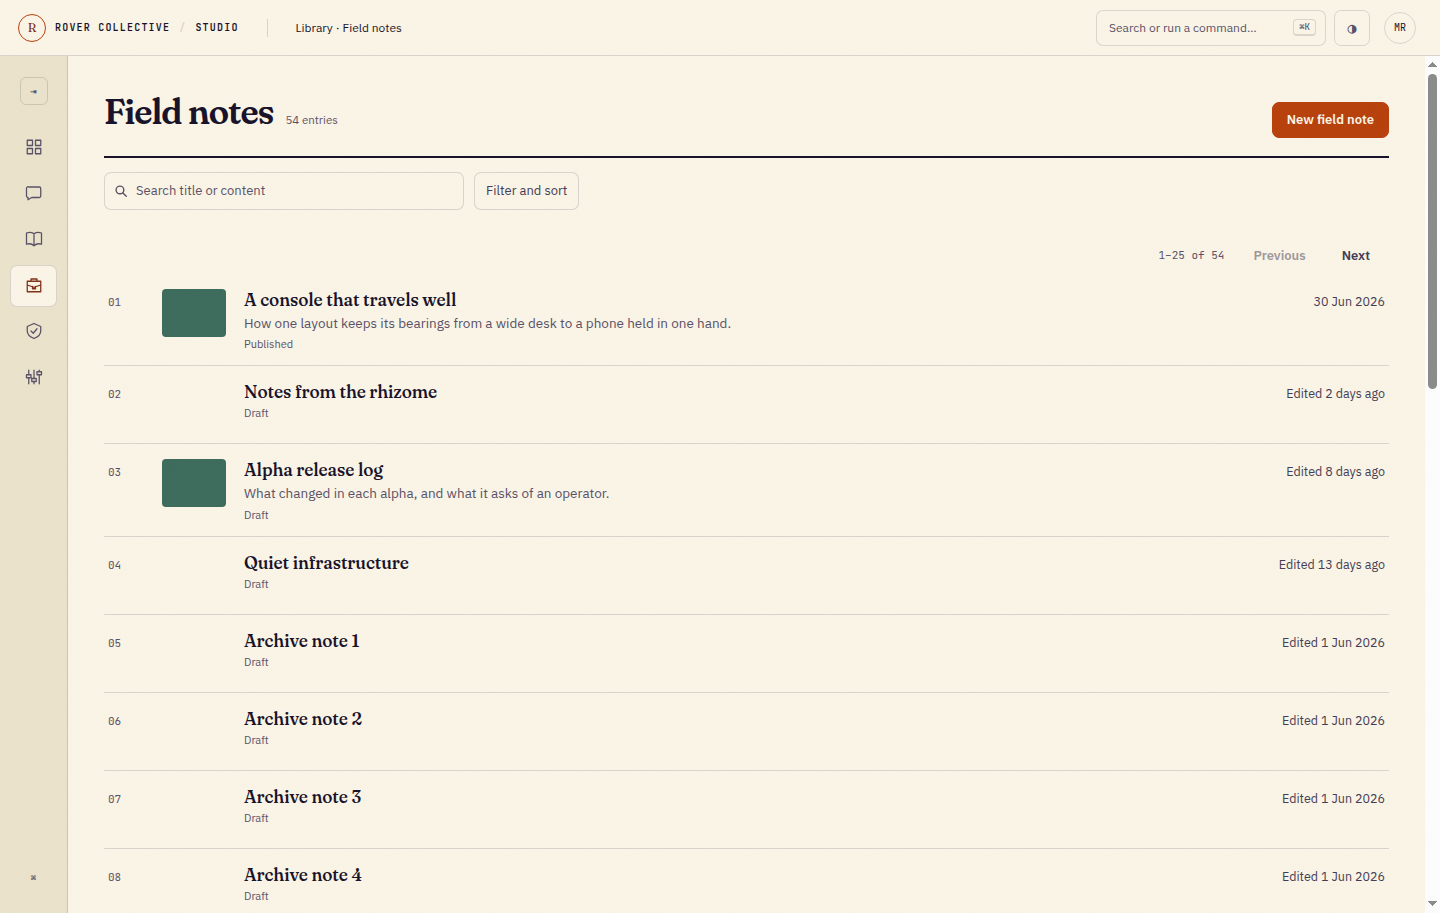 R ROVER COLLECTIVE / STUDIO Library · Field notes Search or run a command... ⌘K MR
Field notes 54 entries New field note
Search title or content Filter and sort
1–25 of 54 Previous Next
01 A console that travels well 30 Jun 2026
How one layout keeps its bearings from a wide desk to a phone held in one hand.
Published
02 Notes from the rhizome Edited 2 days ago
Draft
03 Alpha release log Edited 8 days ago
What changed in each alpha, and what it asks of an operator.
Draft
04 Quiet infrastructure Edited 13 days ago
Draft
05 Archive note 1 Edited 1 Jun 2026
Draft
06 Archive note 2 Edited 1 Jun 2026
Draft
07 Archive note 3 Edited 1 Jun 2026
Draft
08 Archive note 4 Edited 1 Jun 2026
⌘
Draft